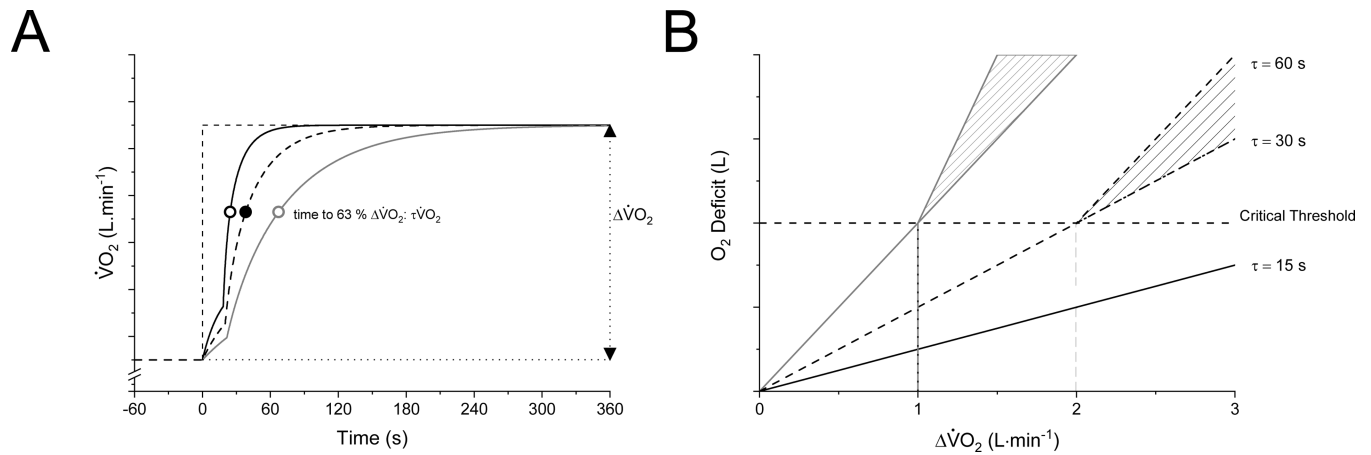 A
V̇O₂ (L.min⁻¹)
time to 63 % ΔV̇O₂: τV̇O₂
ΔV̇O₂
-60 0 60 120 180 240 300 360
Time (s)
B
O₂ Deficit (L)
τ = 60 s
τ = 30 s
Critical Threshold
τ = 15 s
0 1 2 3
ΔV̇O₂ (L·min⁻¹)